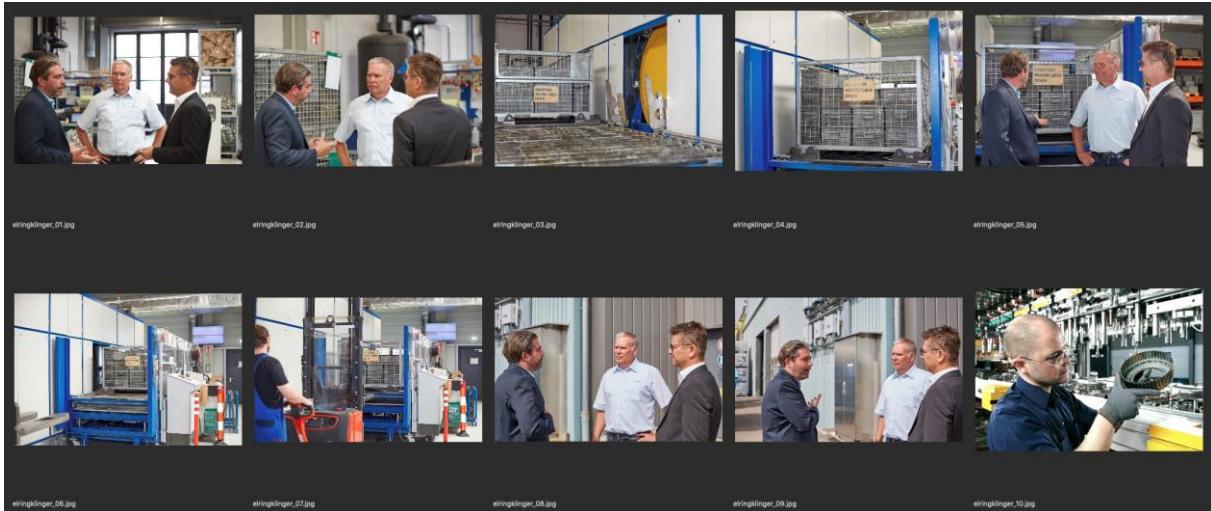 elringklinger_01.jpg
elringklinger_02.jpg
elringklinger_03.jpg
elringklinger_04.jpg
elringklinger_05.jpg
elringklinger_06.jpg
elringklinger_07.jpg
elringklinger_08.jpg
elringklinger_09.jpg
elringklinger_10.jpg